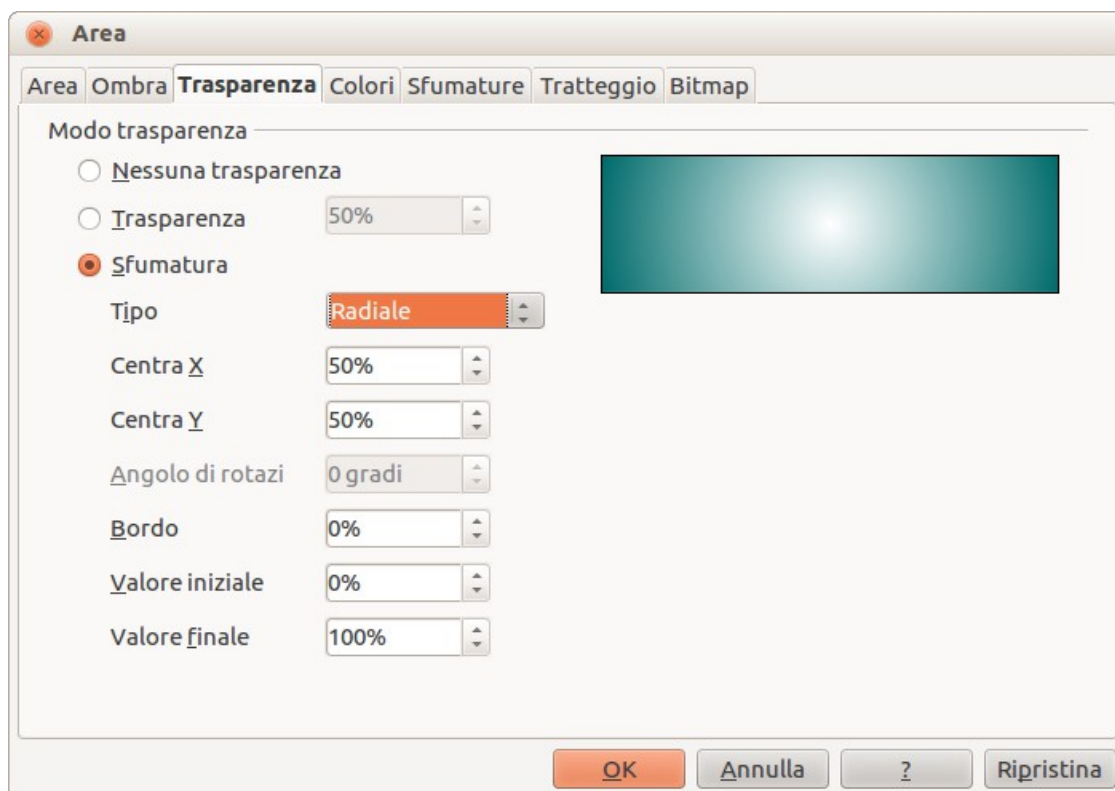 Area
Area Ombra Trasparenza Colori Sfumature Tratteggio Bitmap
Modo trasparenza
Nessuna trasparenza
Trasparenza 50%
Sfumatura
Tipo Radiale
Centra X 50%
Centra Y 50%
Angolo di rotazi 0 gradi
Bordo 0%
Valore iniziale 0%
Valore finale 100%
OK Annulla ? Ripristina